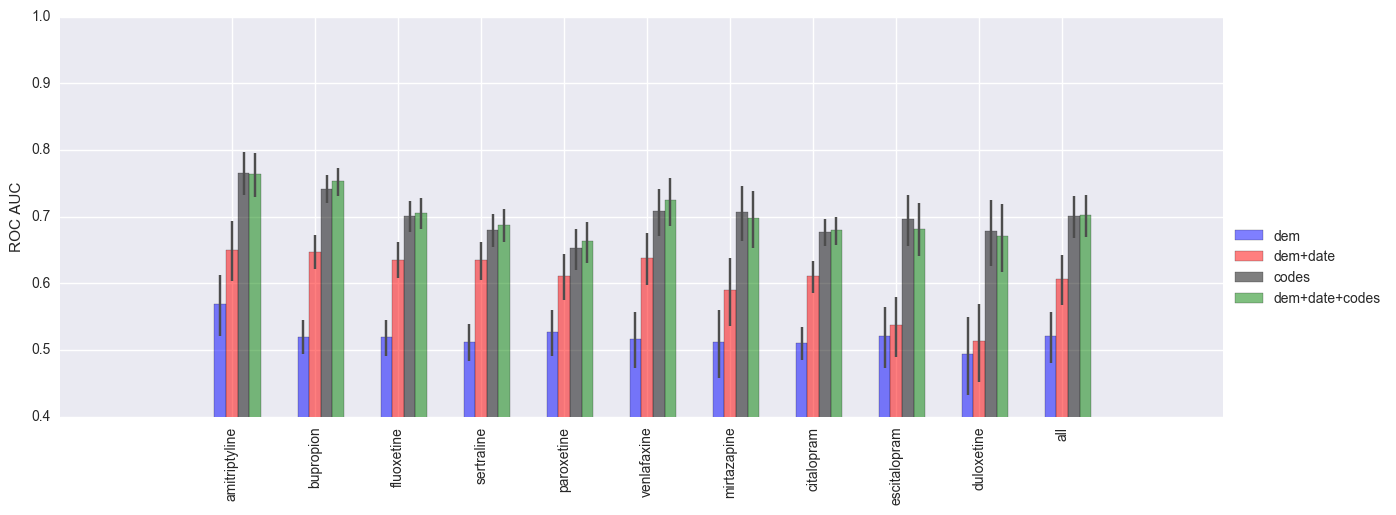 1.0
0.9
0.8
0.7
0.6
0.5
0.4
ROC AUC
amitriptyline
bupropion
fluoxetine
sertraline
paroxetine
venlafaxine
mirtazapine
citalopram
escitalopram
duloxetine
all
dem
dem+date
codes
dem+date+codes